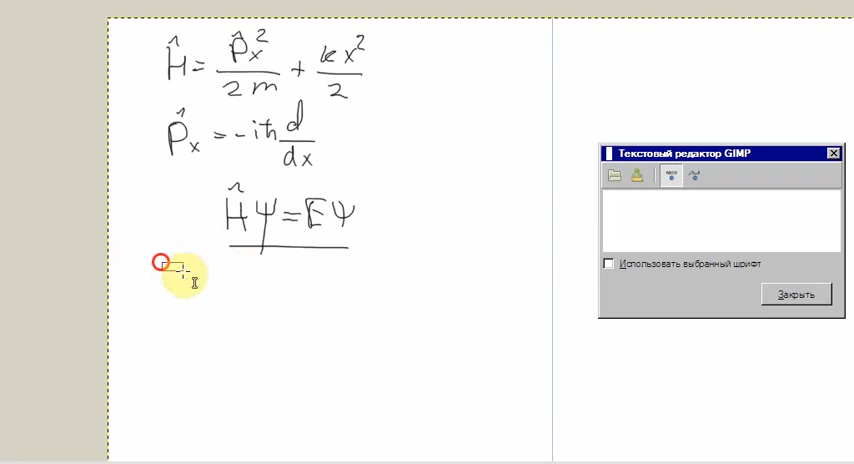 Ĥ = P̂ₓ²/2m + kx²/2
P̂ₓ = -iħ d/dx
ĤΨ = EΨ
Текстовый редактор GIMP
Использовать выбранный шрифт
Закрыть